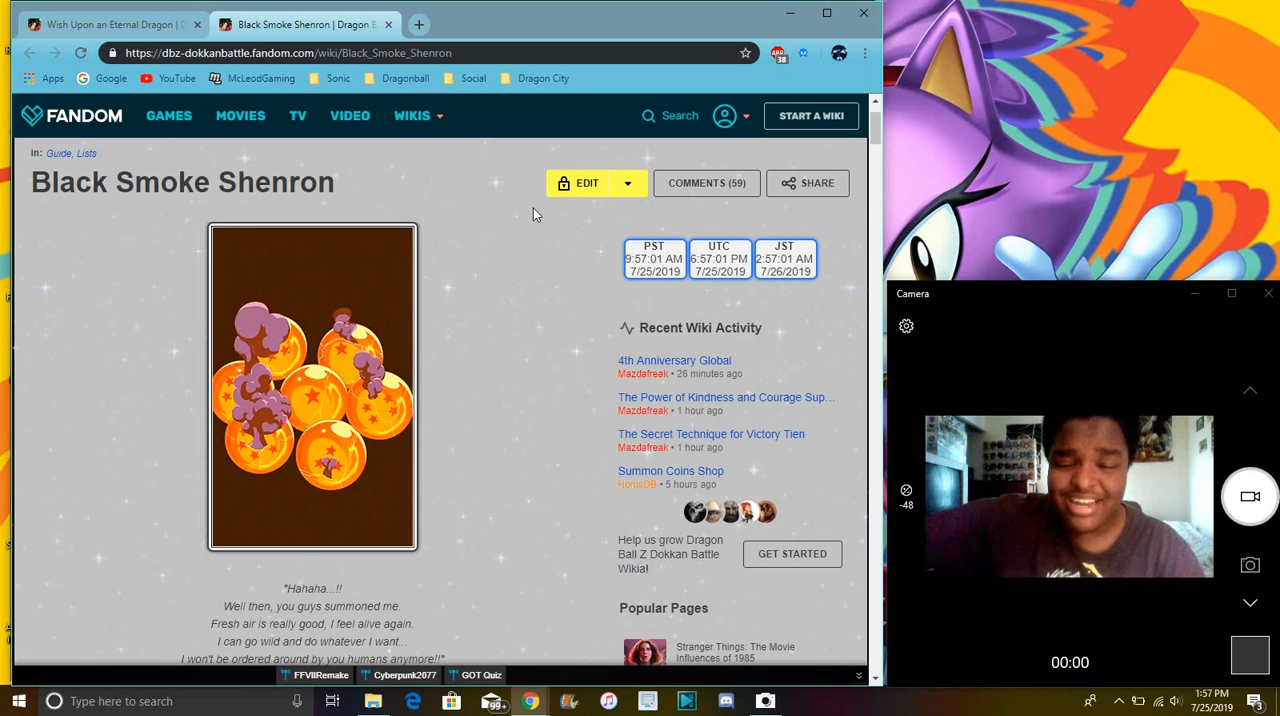 Wish Upon an Eternal Dragon | D
Black Smoke Shenron | Dragon B
https://dbz-dokkanbattle.fandom.com/wiki/Black_Smoke_Shenron
ABP
38
Apps
Google
YouTube
McLeodGaming
Sonic
Dragonball
Social
Dragon City
FANDOM
GAMES
MOVIES
TV
VIDEO
WIKIS
Search
START A WIKI
in: Guide, Lists
Black Smoke Shenron
EDIT
COMMENTS (59)
SHARE
PST
9:57:01 AM
7/25/2019
UTC
6:57:01 PM
7/25/2019
JST
2:57:01 AM
7/26/2019
Recent Wiki Activity
4th Anniversary Global
Mazdafreak • 26 minutes ago
The Power of Kindness and Courage Sup...
Mazdafreak • 1 hour ago
The Secret Technique for Victory Tien
Mazdafreak • 1 hour ago
Summon Coins Shop
HorusDB • 5 hours ago
Help us grow Dragon
Ball Z Dokkan Battle
Wikia!
GET STARTED
Popular Pages
Stranger Things: The Movie
Influences of 1985
"Hahaha...!!
Well then, you guys summoned me.
Fresh air is really good, I feel alive again.
I can go wild and do whatever I want...
I won't be ordered around by you humans anymore!!"
FFVIIRemake
Cyberpunk2077
GOT Quiz
Camera
-48
00:00
Type here to search
99+
1:57 PM
7/25/2019
3